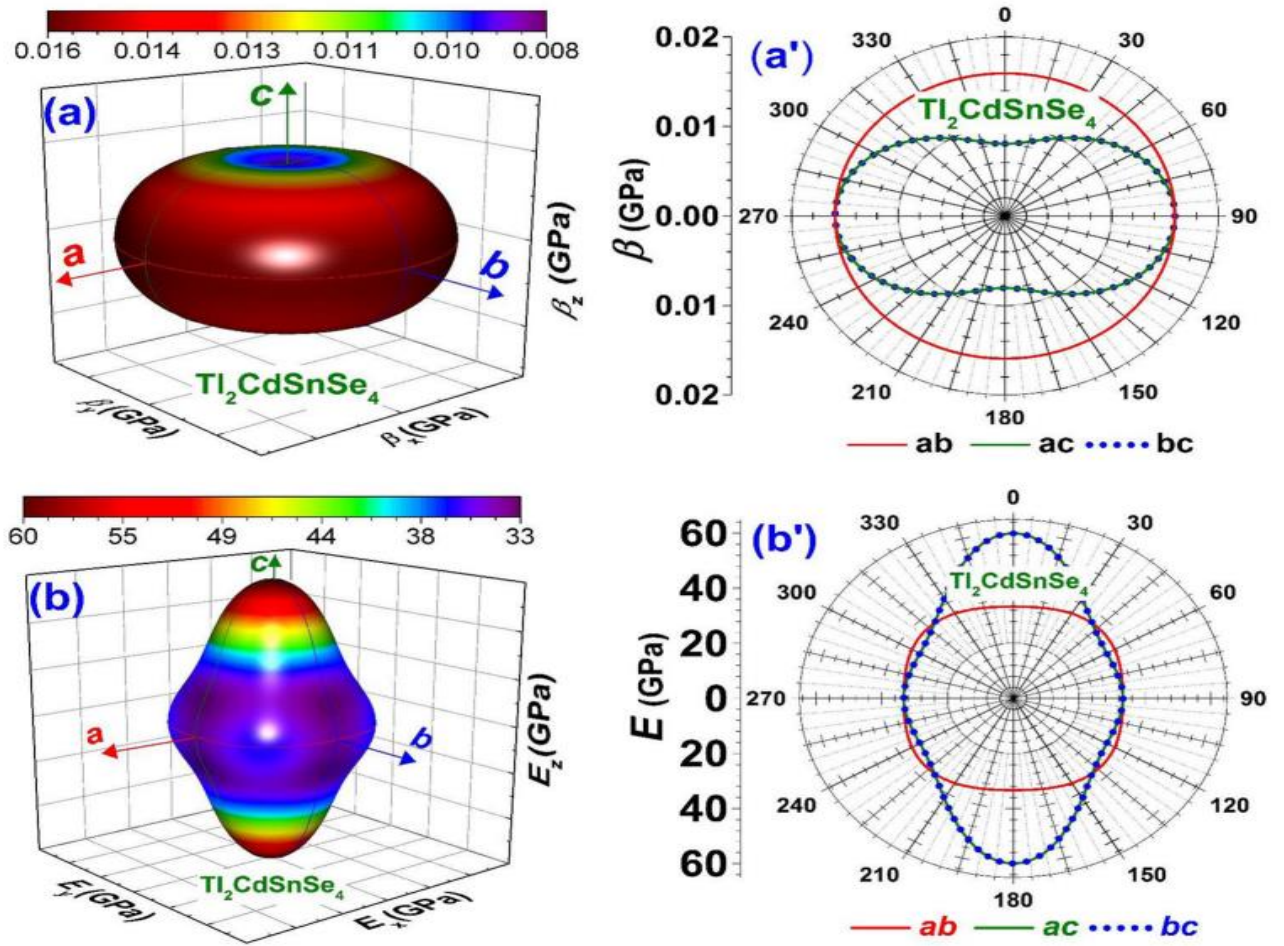 0.016 0.014 0.013 0.011 0.010 0.008
(a)
c
a
b
βz (GPa)
Tl2CdSnSe4
βy(GPa)
βx(GPa)
(a')
β (GPa)
0.02
0.01
0.00
0.01
0.02
0
30
60
90
120
150
180
210
240
270
300
330
Tl2CdSnSe4
ab ac bc
60 55 49 44 38 33
(b)
c
a
b
Ez(GPa)
Tl2CdSnSe4
Ey(GPa)
Ex(GPa)
(b')
E (GPa)
60
40
20
0
20
40
60
0
30
60
90
120
150
180
210
240
270
300
330
Tl2CdSnSe4
ab ac bc